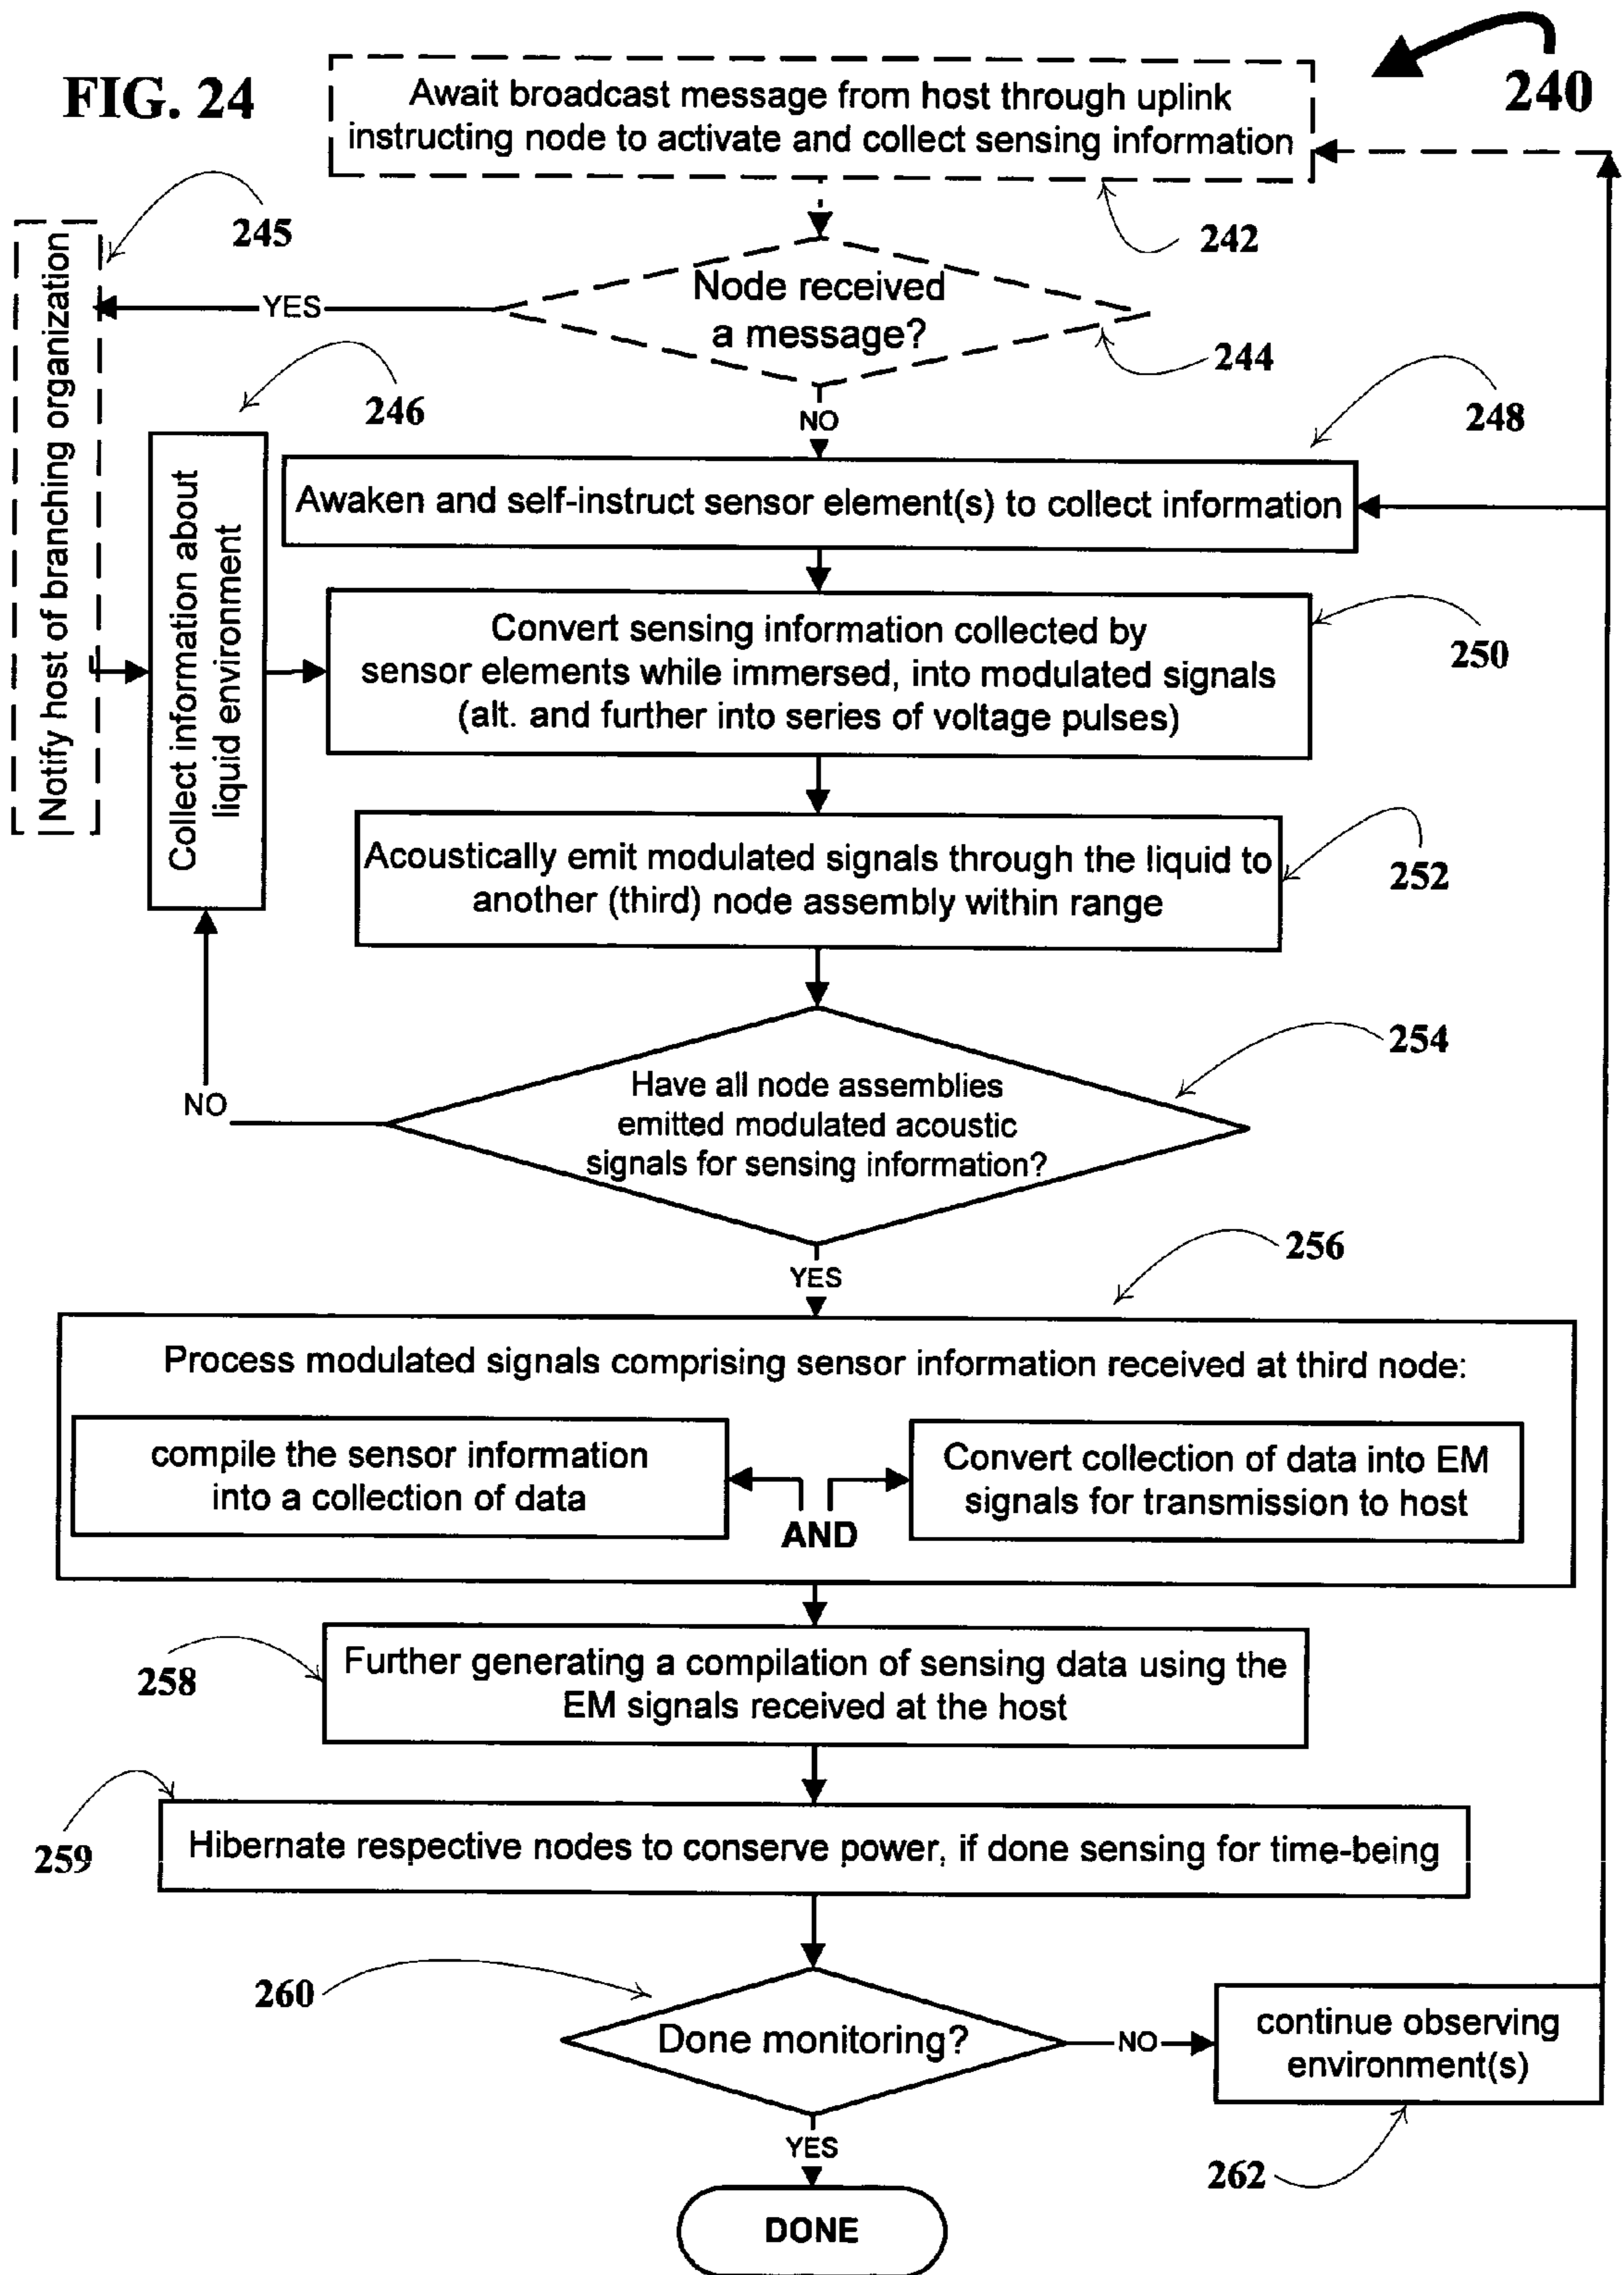 FIG. 24
240
Await broadcast message from host through uplink
instructing node to activate and collect sensing information
242
245
Notify host of branching organization
YES
Node received
a message?
244
NO
246
Collect information about
liquid environment
248
Awaken and self-instruct sensor element(s) to collect information
Convert sensing information collected by
sensor elements while immersed, into modulated signals
(alt. and further into series of voltage pulses)
250
Acoustically emit modulated signals through the liquid to
another (third) node assembly within range
252
254
Have all node assemblies
emitted modulated acoustic
signals for sensing information?
NO
YES
256
Process modulated signals comprising sensor information received at third node:
compile the sensor information
into a collection of data
AND
Convert collection of data into EM
signals for transmission to host
258
Further generating a compilation of sensing data using the
EM signals received at the host
259
Hibernate respective nodes to conserve power, if done sensing for time-being
260
Done monitoring?
NO
continue observing
environment(s)
262
YES
DONE